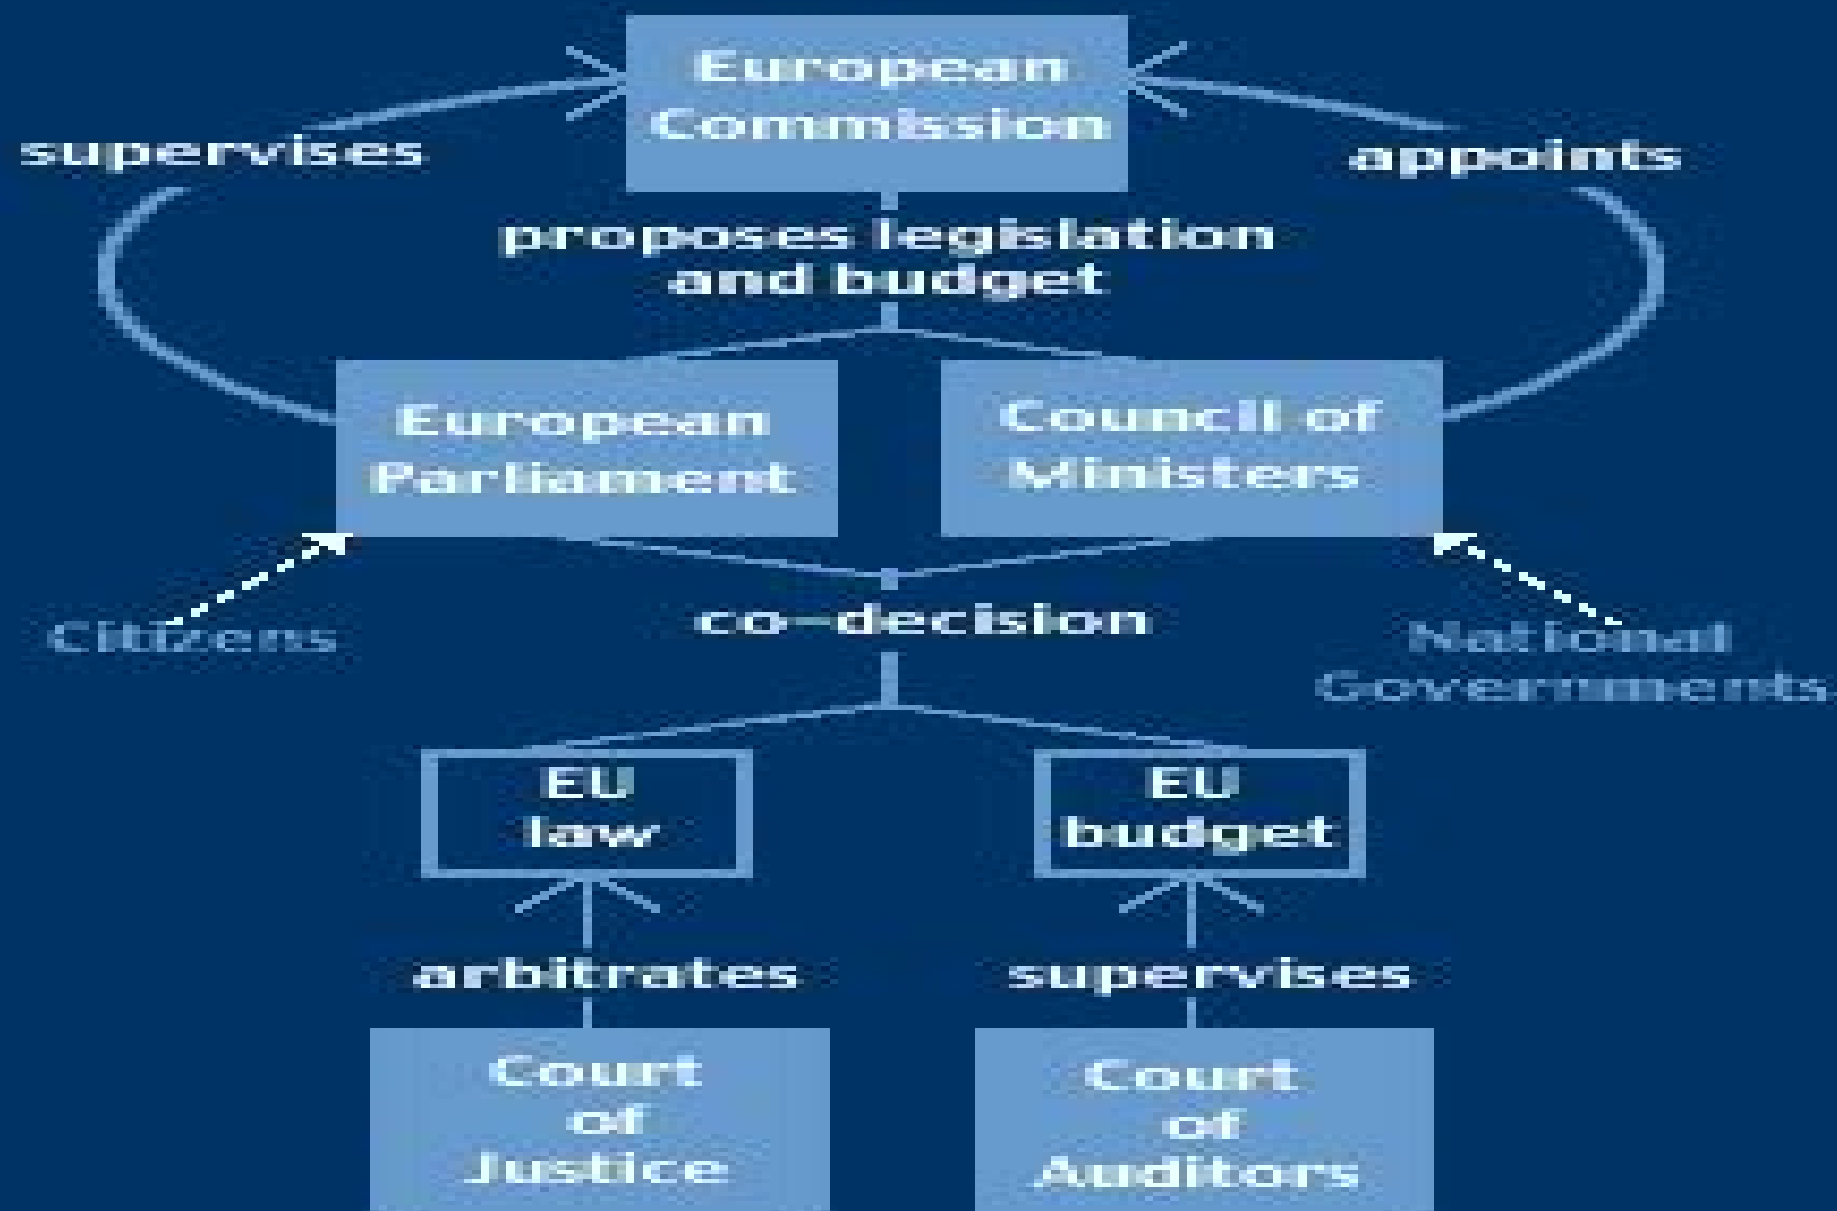 European
Commission
supervises
appoints
proposes legislation
and budget
European
Parliament
Council of
Ministers
Citizens
co-decision
National
Governments
EU
law
EU
budget
arbitrates
supervises
Court
of
Justice
Court
of
Auditors